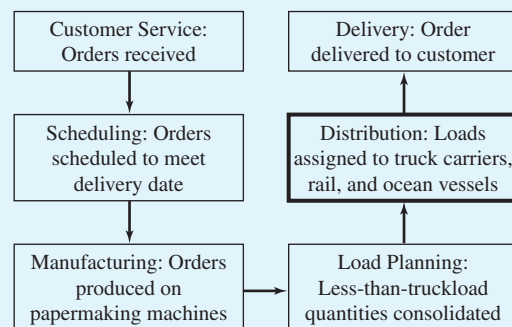 Customer Service:
Orders received
Scheduling: Orders
scheduled to meet
delivery date
Manufacturing: Orders
produced on
papermaking machines
Load Planning:
Less-than-truckload
quantities consolidated
Distribution: Loads
assigned to truck carriers,
rail, and ocean vessels
Delivery: Order
delivered to customer